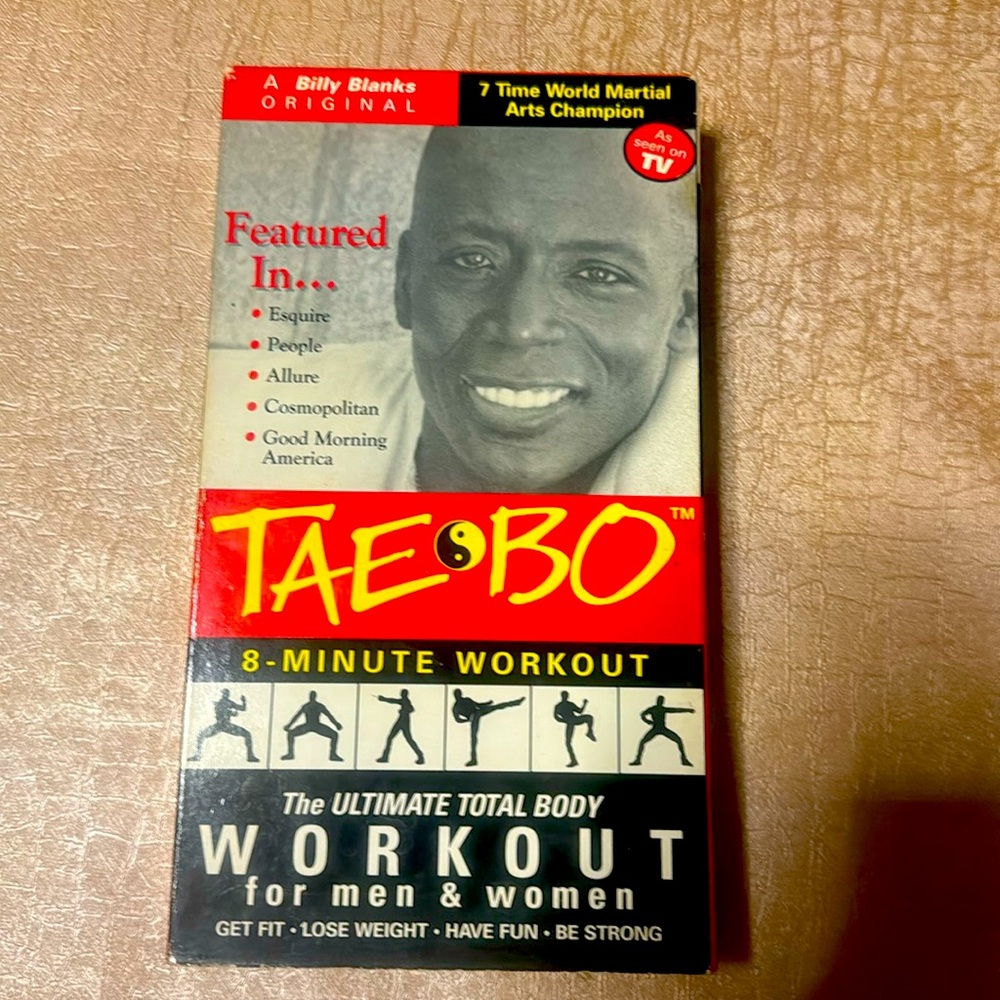 A Billy Blanks
ORIGINAL
7 Time World Martial
Arts Champion
As
seen on
TV
Featured
In...
• Esquire
• People
• Allure
• Cosmopolitan
• Good Morning
America
TAE BO™
8-MINUTE WORKOUT
The ULTIMATE TOTAL BODY
WORKOUT
for men & women
GET FIT • LOSE WEIGHT • HAVE FUN • BE STRONG